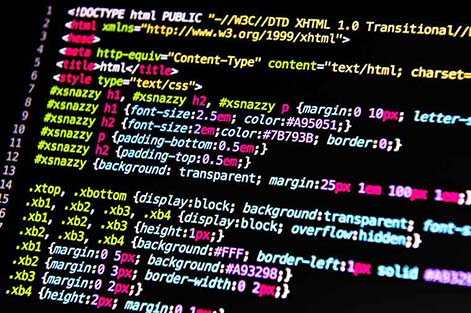 1 <!DOCTYPE html PUBLIC "-//W3C//DTD XHTML 1.0 Transitional//
2 <html xmlns="http://www.w3.org/1999/xhtml">
3 <head>
4 <meta http-equiv="Content-Type" content="text/html; charset=
5 <title>html</title>
6 <style type="text/css">
7 #xsnazzy h1, #xsnazzy h2, #xsnazzy p {margin:0 10px; letter-s
8 #xsnazzy h1 {font-size:2.5em; color:#A95051;}
9 #xsnazzy h2 {font-size:2em;color:#7B793B; border:0;}
10 #xsnazzy p {padding-bottom:0.5em;}
11 #xsnazzy h2 {padding-top:0.5em;}
12 #xsnazzy {background: transparent; margin:25px 1em 100px 1em;}
13
14 .xtop, .xbottom {display:block; background:transparent; font-s
15 .xb1, .xb2, .xb3, .xb4 {display:block; overflow:hidden;}
.xb1, .xb2, .xb3 {height:1px;}
.xb2, .xb3, .xb4 {background:#FFF; border-left:1px solid #A9329
.xb1 {margin:0 5px; background:#A93298;}
.xb2 {margin:0 3px; border-width:0 2px;}
.xb3 {margin:0 2px;}
.xb4 {height:2px; margin:0 1px;